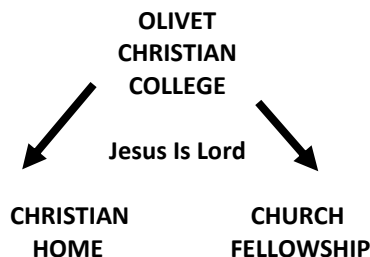 OLIVET
CHRISTIAN
COLLEGE
Jesus Is Lord
CHRISTIAN
HOME
CHURCH
FELLOWSHIP